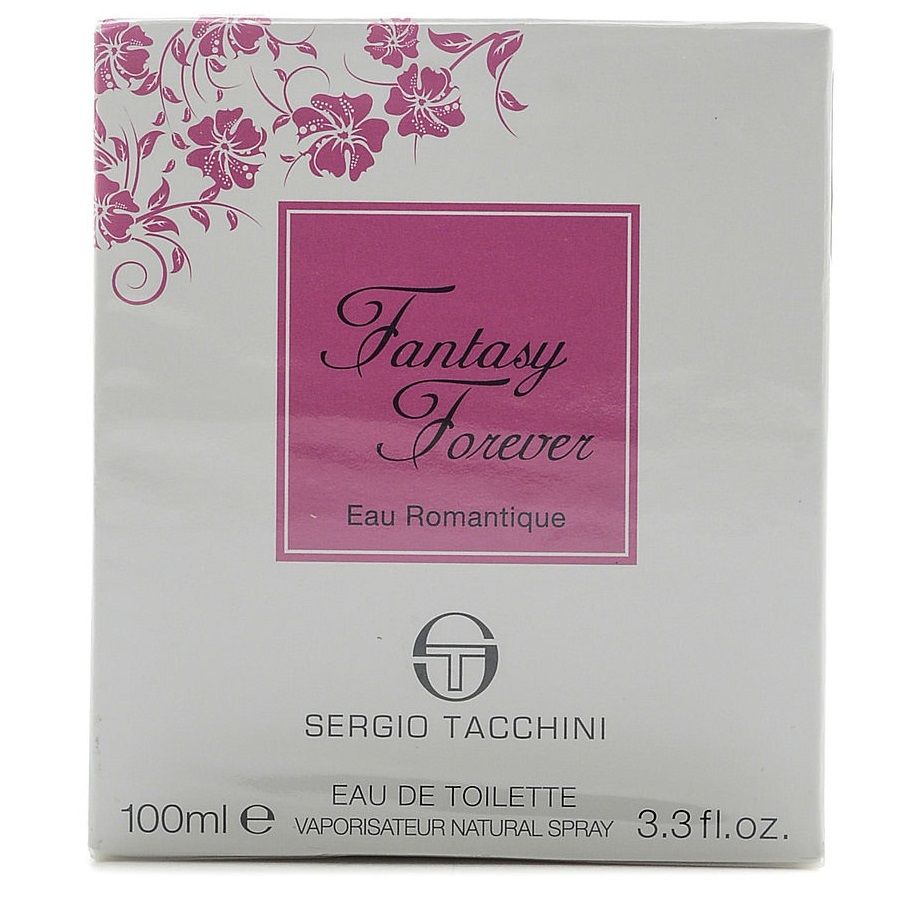 Fantasy
Forever
Eau Romantique
SERGIO TACCHINI
EAU DE TOILETTE
100ml ℮ VAPORISATEUR NATURAL SPRAY 3.3 fl.oz.